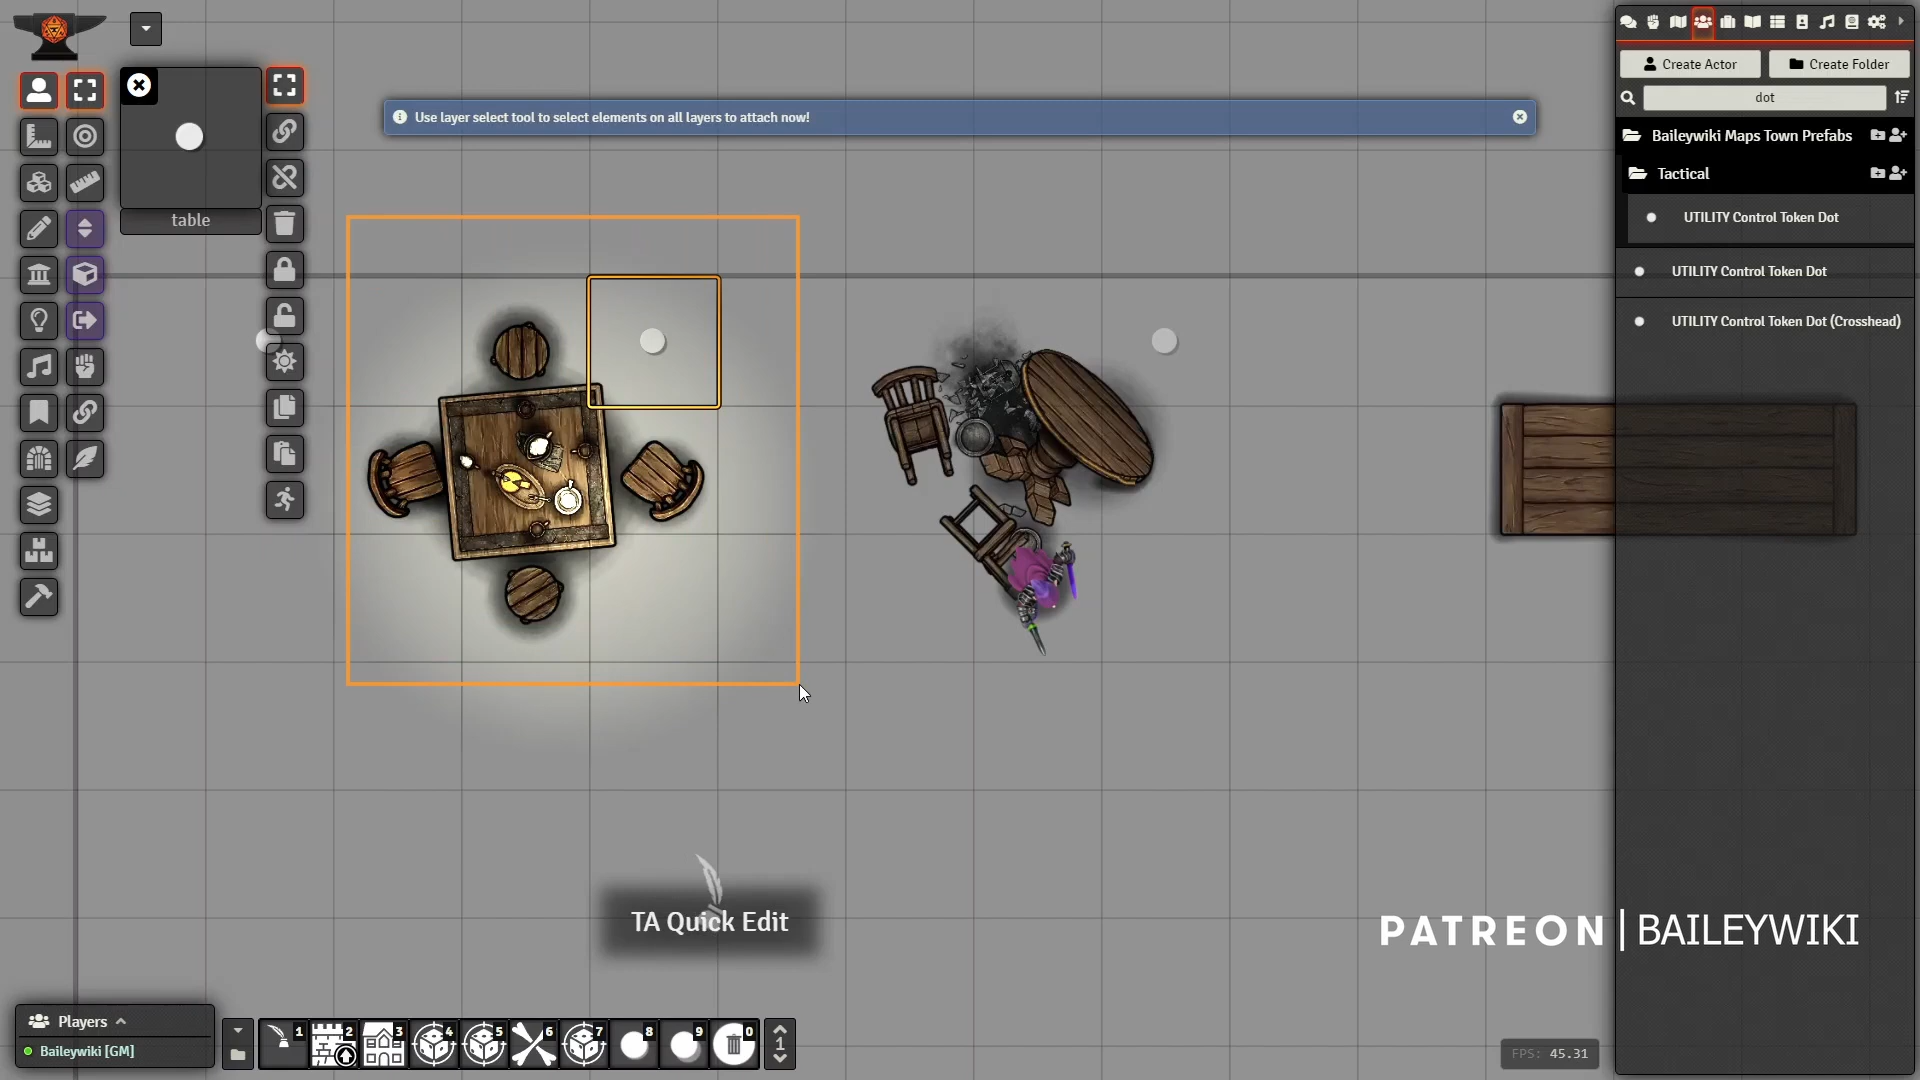 Create Actor
Create Folder
dot
Use layer select tool to select elements on all layers to attach now!
Baileywiki Maps Town Prefabs
Tactical
table
UTILITY Control Token Dot
UTILITY Control Token Dot
UTILITY Control Token Dot (Crosshead)
TA Quick Edit
PATREON | BAILEYWIKI
Players
Baileywiki [GM]
1 2 3 4 5 6 7 8 9 0
1
FPS: 45.31